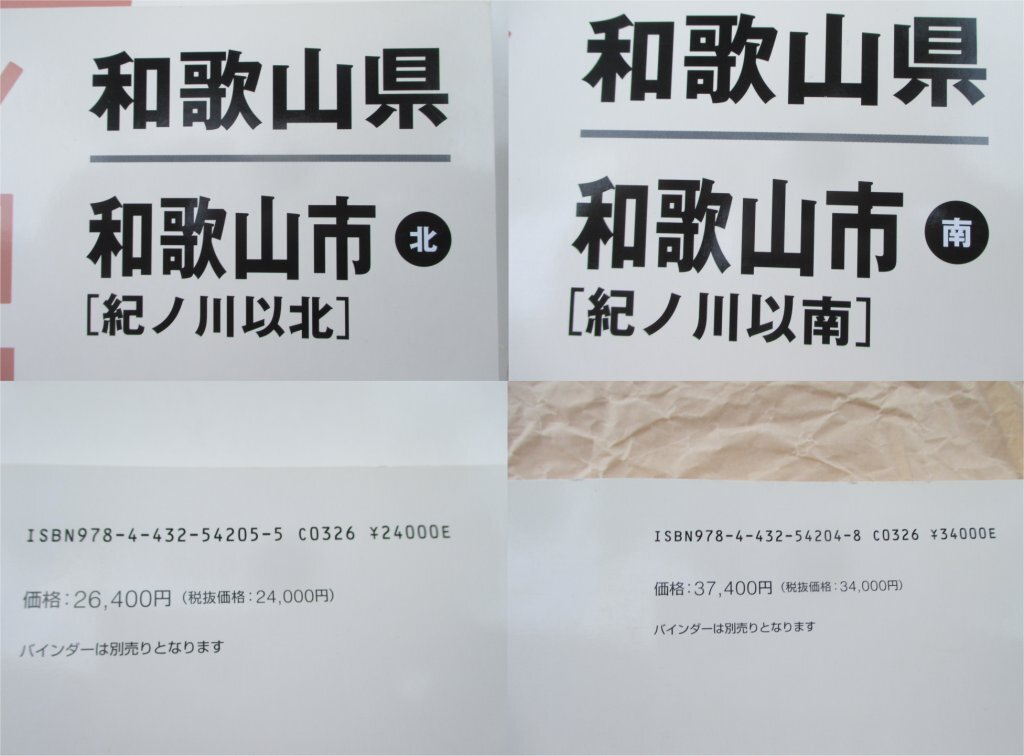 和歌山県
和歌山市 北
[紀ノ川以北]
和歌山県
和歌山市 南
[紀ノ川以南]
ISBN978-4-432-54205-5 C0326 ¥24000E
価格:26,400円(税抜価格:24,000円)
バインダーは別売りとなります
ISBN978-4-432-54204-8 C0326 ¥34000E
価格:37,400円(税抜価格:34,000円)
バインダーは別売りとなります